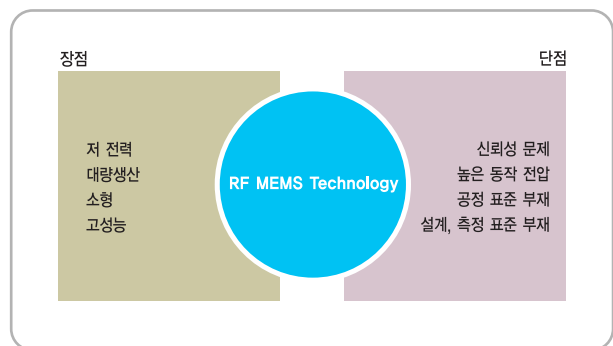 장점
저 전력
대량생산
소형
고성능
RF MEMS Technology
단점
신뢰성 문제
높은 동작 전압
공정 표준 부재
설계, 측정 표준 부재